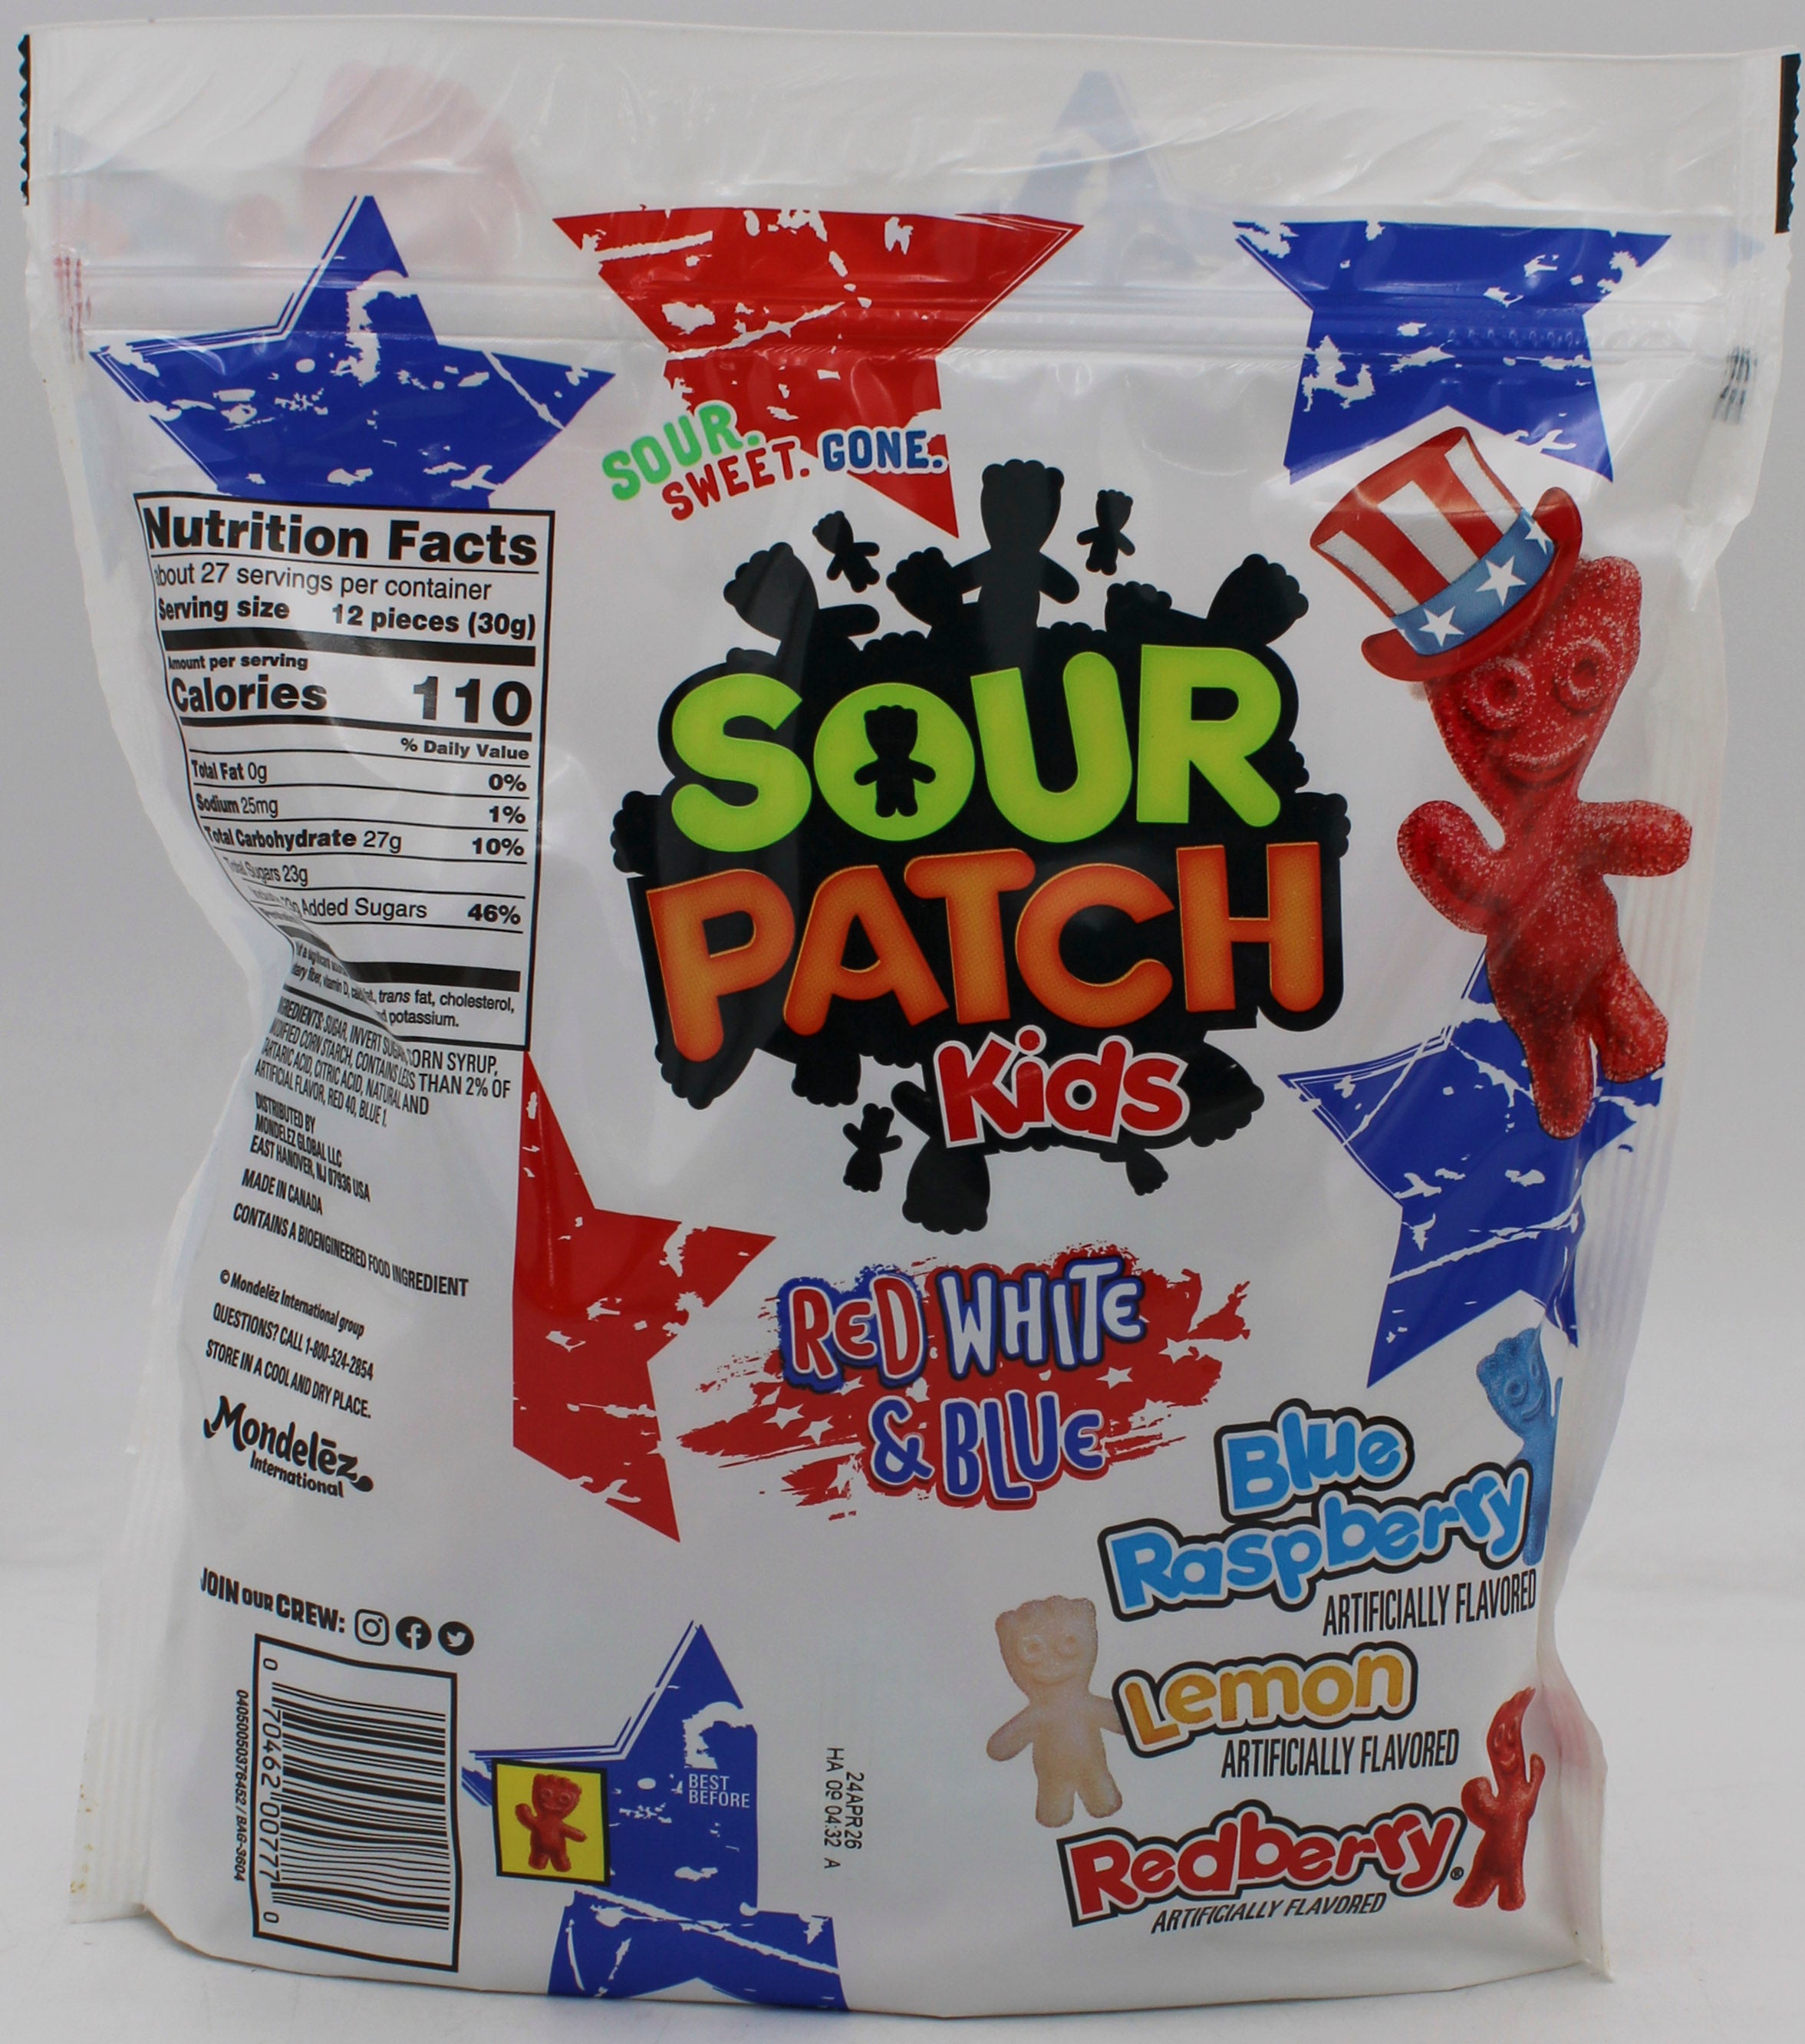 SOUR.
SWEET. GONE.
SOUR
PATCH
Kids
RED WHITE
& BLUE
Nutrition Facts
about 27 servings per container
Serving size 12 pieces (30g)
Amount per serving
Calories 110
% Daily Value
Total Fat 0g 0%
Sodium 25mg 1%
Total Carbohydrate 27g 10%
Total Sugars 23g
23g Added Sugars 46%
trans fat, cholesterol,
dietary fiber, vitamin D,
potassium.
INGREDIENTS: SUGAR, INVERT SUGAR, CORN SYRUP,
MODIFIED CORN STARCH, CONTAINS LESS THAN 2% OF
TARTARIC ACID, CITRIC ACID, NATURAL AND
ARTIFICIAL FLAVOR, RED 40, BLUE 1.
DISTRIBUTED BY
MONDELEZ GLOBAL LLC
EAST HANOVER, NJ 07936 USA
MADE IN CANADA
CONTAINS A BIOENGINEERED FOOD INGREDIENT
© Mondelēz International group
QUESTIONS? CALL 1-800-524-2854
STORE IN A COOL AND DRY PLACE.
Mondelēz
International
JOIN OUR CREW:
0 70462 00777 0
040500503764S2 / BAG-3604
BEST
BEFORE
24APR26
HA 09 04:32 A
Blue
Raspberry
ARTIFICIALLY FLAVORED
Lemon
ARTIFICIALLY FLAVORED
Redberry®
ARTIFICIALLY FLAVORED